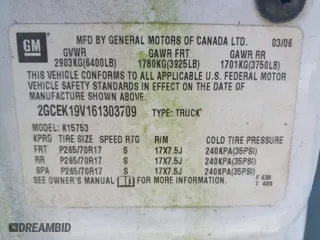 GM
MFD BY GENERAL MOTORS OF CANADA LTD. 03/06
GVWR GAWR FRT GAWR RR
2903KG(6400LB) 1780KG(3925LB) 1701KG(3750LB)
THIS VEHICLE CONFORMS TO ALL APPLICABLE U.S. FEDERAL
MOTOR VEHICLE SAFETY STANDARDS IN EFFECT ON THE DATE OF
MANUFACTURE SHOWN ABOVE.
2GCEK19V161303709 TYPE: TRUCK
MODEL: K15753
KPRG TIRE SIZE SPEED RTG RIM COLD TIRE PRESSURE
FRT P265/70R17 S 17X7.5J 240KPA(35PSI)
RR P265/70R17 S 17X7.5J 240KPA(35PSI)
SPA P265/70R17 S 17X7.5J 240KPA(35PSI)
SEE OWNER'S MANUAL FOR MORE INFORMATION.
DREAMERSHUB.COM